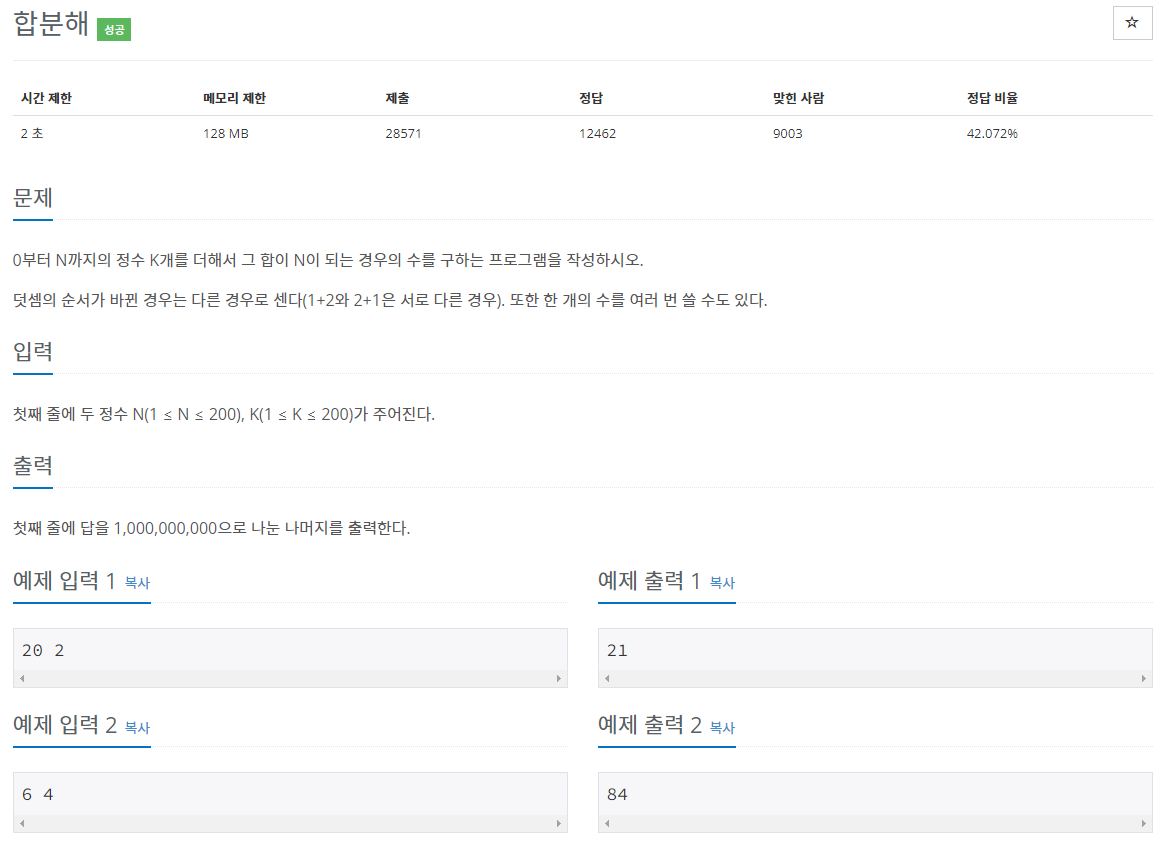 합분해 성공
☆
시간 제한 메모리 제한 제출 정답 맞힌 사람 정답 비율
2 초 128 MB 28571 12462 9003 42.072%
문제
0부터 N까지의 정수 K개를 더해서 그 합이 N이 되는 경우의 수를 구하는 프로그램을 작성하시오.
덧셈의 순서가 바뀐 경우는 다른 경우로 센다(1+2와 2+1은 서로 다른 경우). 또한 한 개의 수를 여러 번 쓸 수도 있다.
입력
첫째 줄에 두 정수 N(1 ≤ N ≤ 200), K(1 ≤ K ≤ 200)가 주어진다.
출력
첫째 줄에 답을 1,000,000,000으로 나눈 나머지를 출력한다.
예제 입력 1 복사
20 2
예제 출력 1 복사
21
예제 입력 2 복사
6 4
예제 출력 2 복사
84